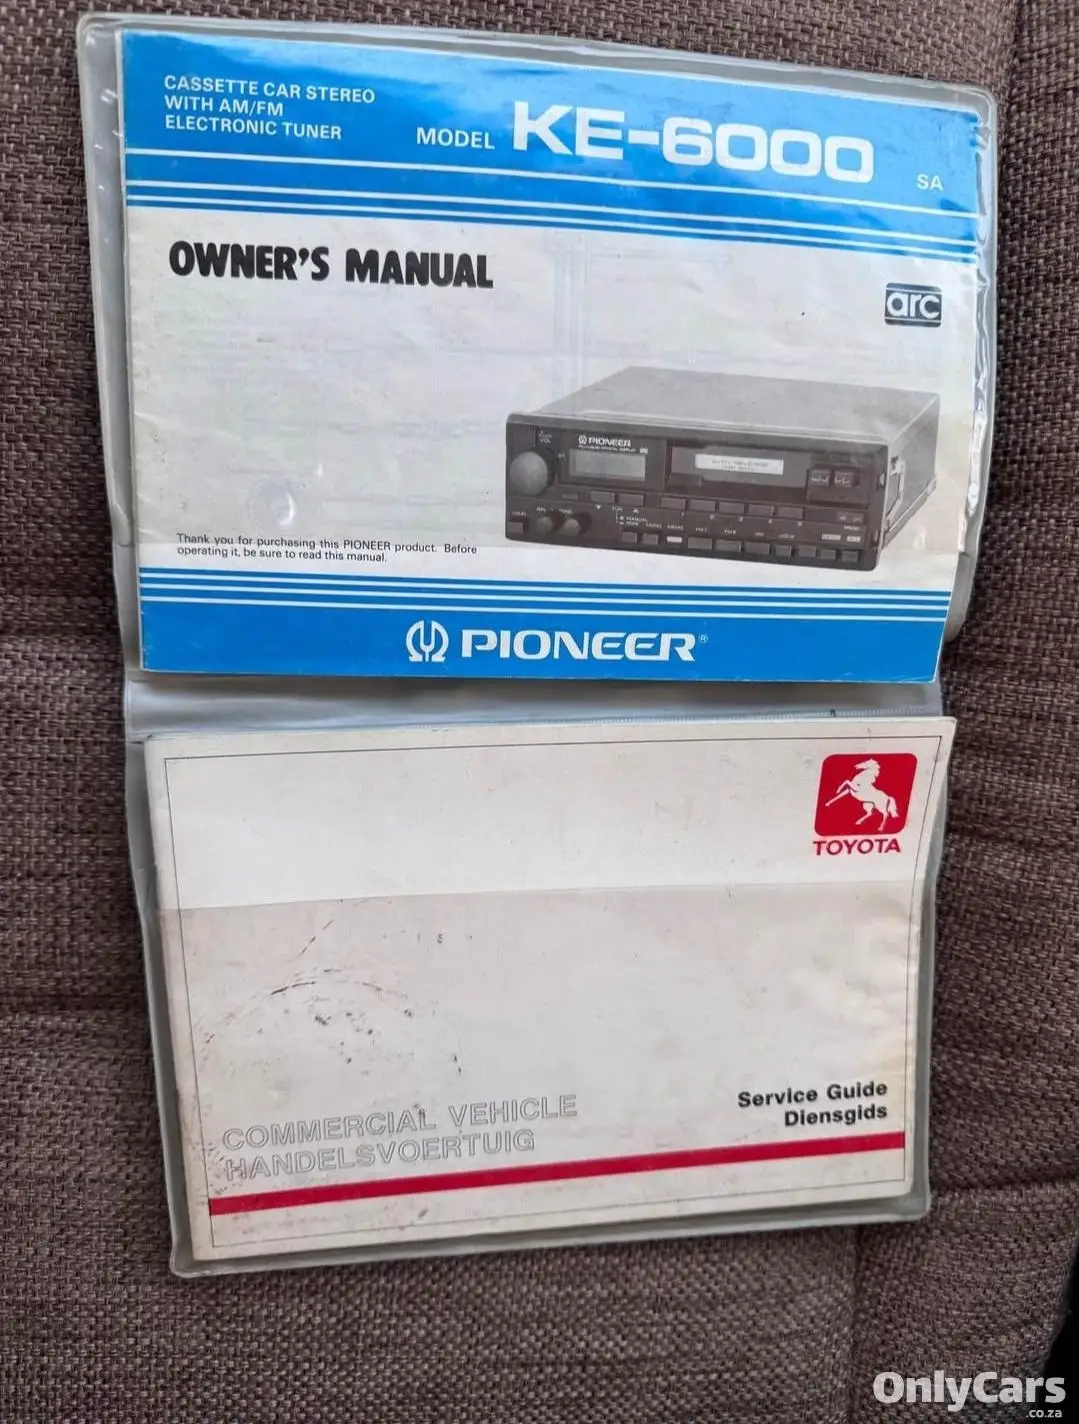 CASSETTE CAR STEREO
WITH AM/FM
ELECTRONIC TUNER
MODEL KE-6000 SA
OWNER'S MANUAL
arc
PIONEER
Thank you for purchasing this PIONEER product. Before
operating it, be sure to read this manual.
PIONEER®
TOYOTA
Service Guide
Diensgids
COMMERCIAL VEHICLE
HANDELSVOERTUIG
OnlyCars
.co.za